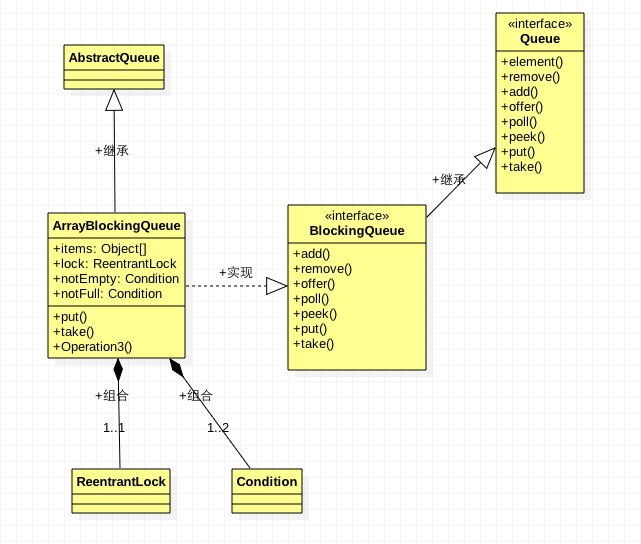 «interface»
Queue
+element()
+remove()
+add()
+offer()
+poll()
+peek()
+put()
+take()
AbstractQueue
+继承
+继承
ArrayBlockingQueue
+items: Object[]
+lock: ReentrantLock
+notEmpty: Condition
+notFull: Condition
+put()
+take()
+Operation3()
+实现
«interface»
BlockingQueue
+add()
+remove()
+offer()
+poll()
+peek()
+put()
+take()
+组合
+组合
1..1
1..2
ReentrantLock
Condition